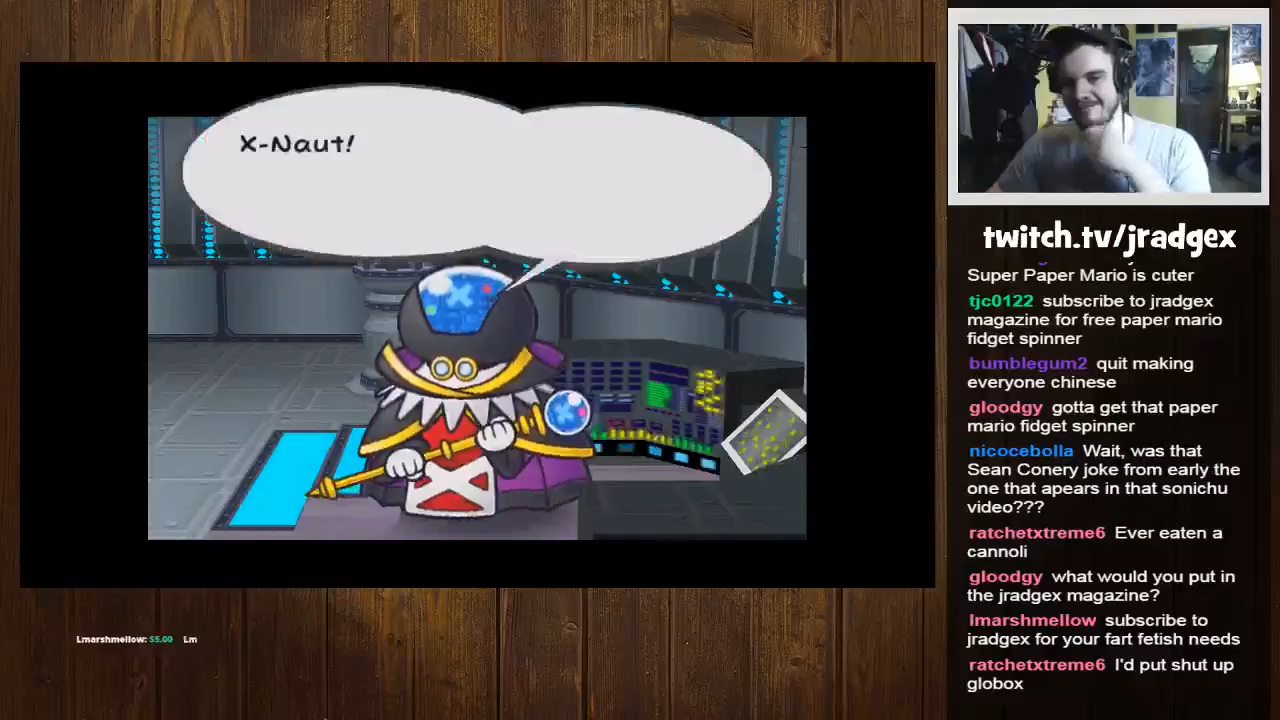 X-Naut!
twitch.tv/jradgex
Super Paper Mario is cuter
tjc0122 subscribe to jradgex
magazine for free paper mario
fidget spinner
bumblegum2 quit making
everyone chinese
gloodgy gotta get that paper
mario fidget spinner
nicocebolla Wait, was that
Sean Conery joke from early the
one that apears in that sonichu
video???
ratchetxtreme6 Ever eaten a
cannoli
gloodgy what would you put in
the jradgex magazine?
lmarshmellow subscribe to
jradgex for your fart fetish needs
ratchetxtreme6 I'd put shut up
globox
Lmarshmellow: $5.00 Lm